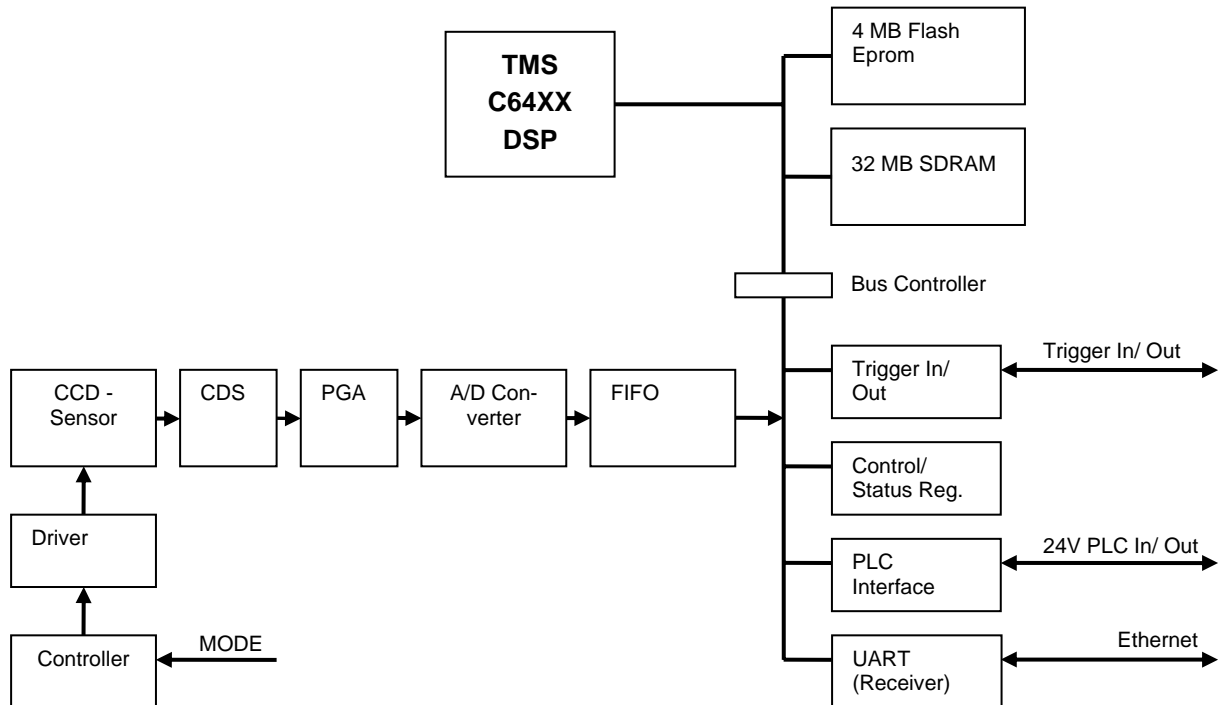 TMS
C64XX
DSP
4 MB Flash
Eprom
32 MB SDRAM
Bus Controller
Trigger In/
Out
Trigger In/ Out
CCD -
Sensor
CDS
PGA
A/D Con-
verter
FIFO
Control/
Status Reg.
Driver
PLC
Interface
24V PLC In/ Out
Controller
MODE
UART
(Receiver)
Ethernet